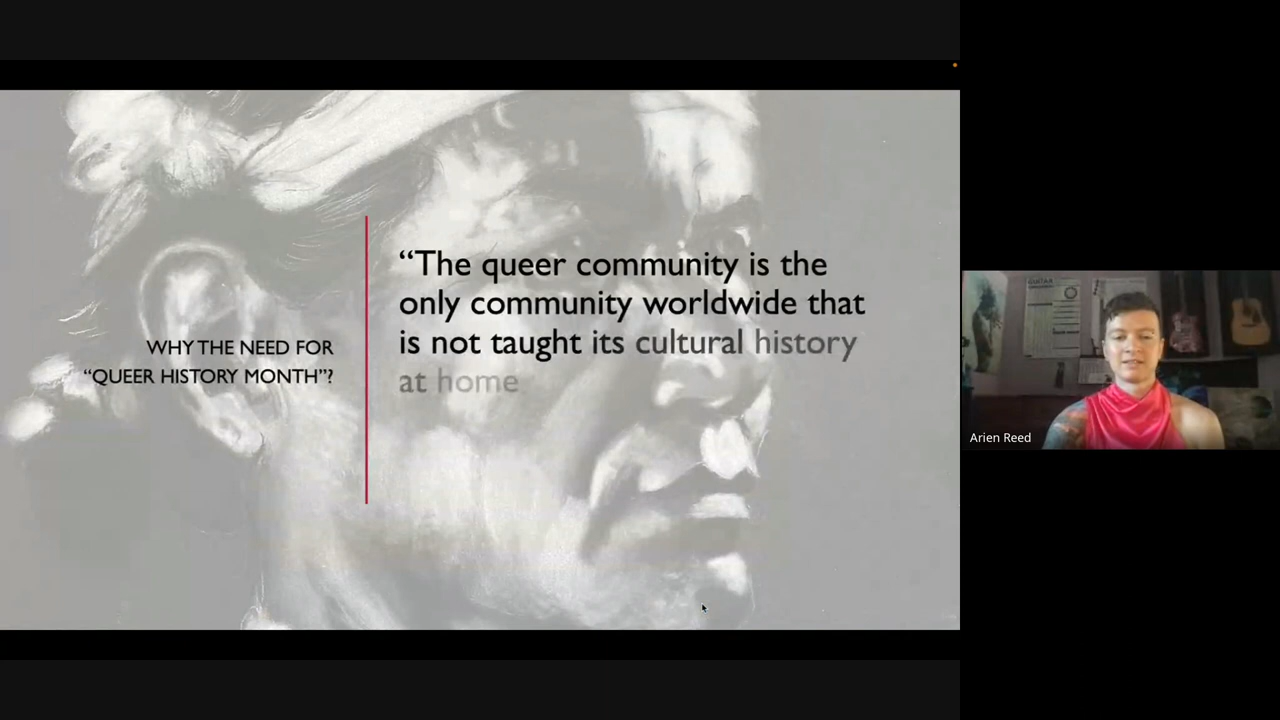 WHY THE NEED FOR
“QUEER HISTORY MONTH”?
“The queer community is the
only community worldwide that
is not taught its cultural history
at home
Arien Reed